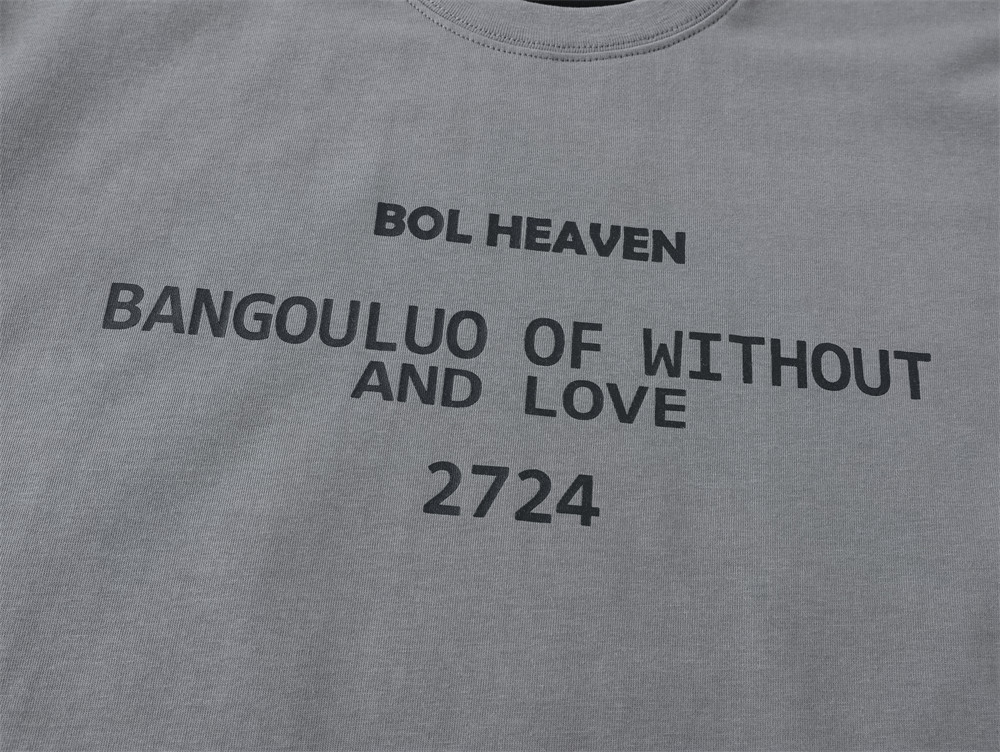 BOL HEAVEN
BANGOULUO OF WITHOUT
AND LOVE
2724